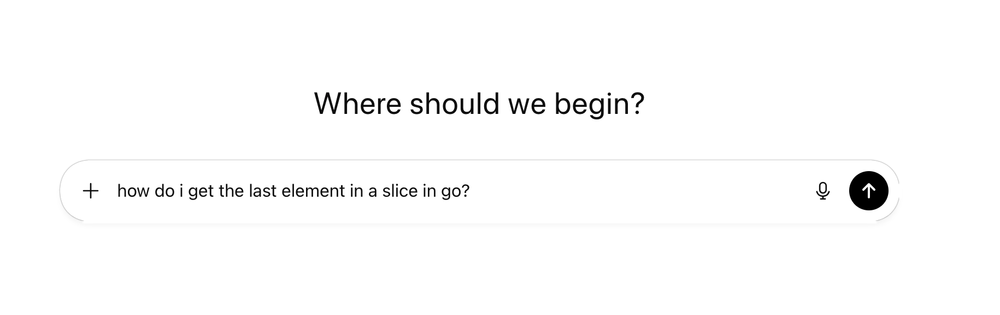 Where should we begin?
how do i get the last element in a slice in go?